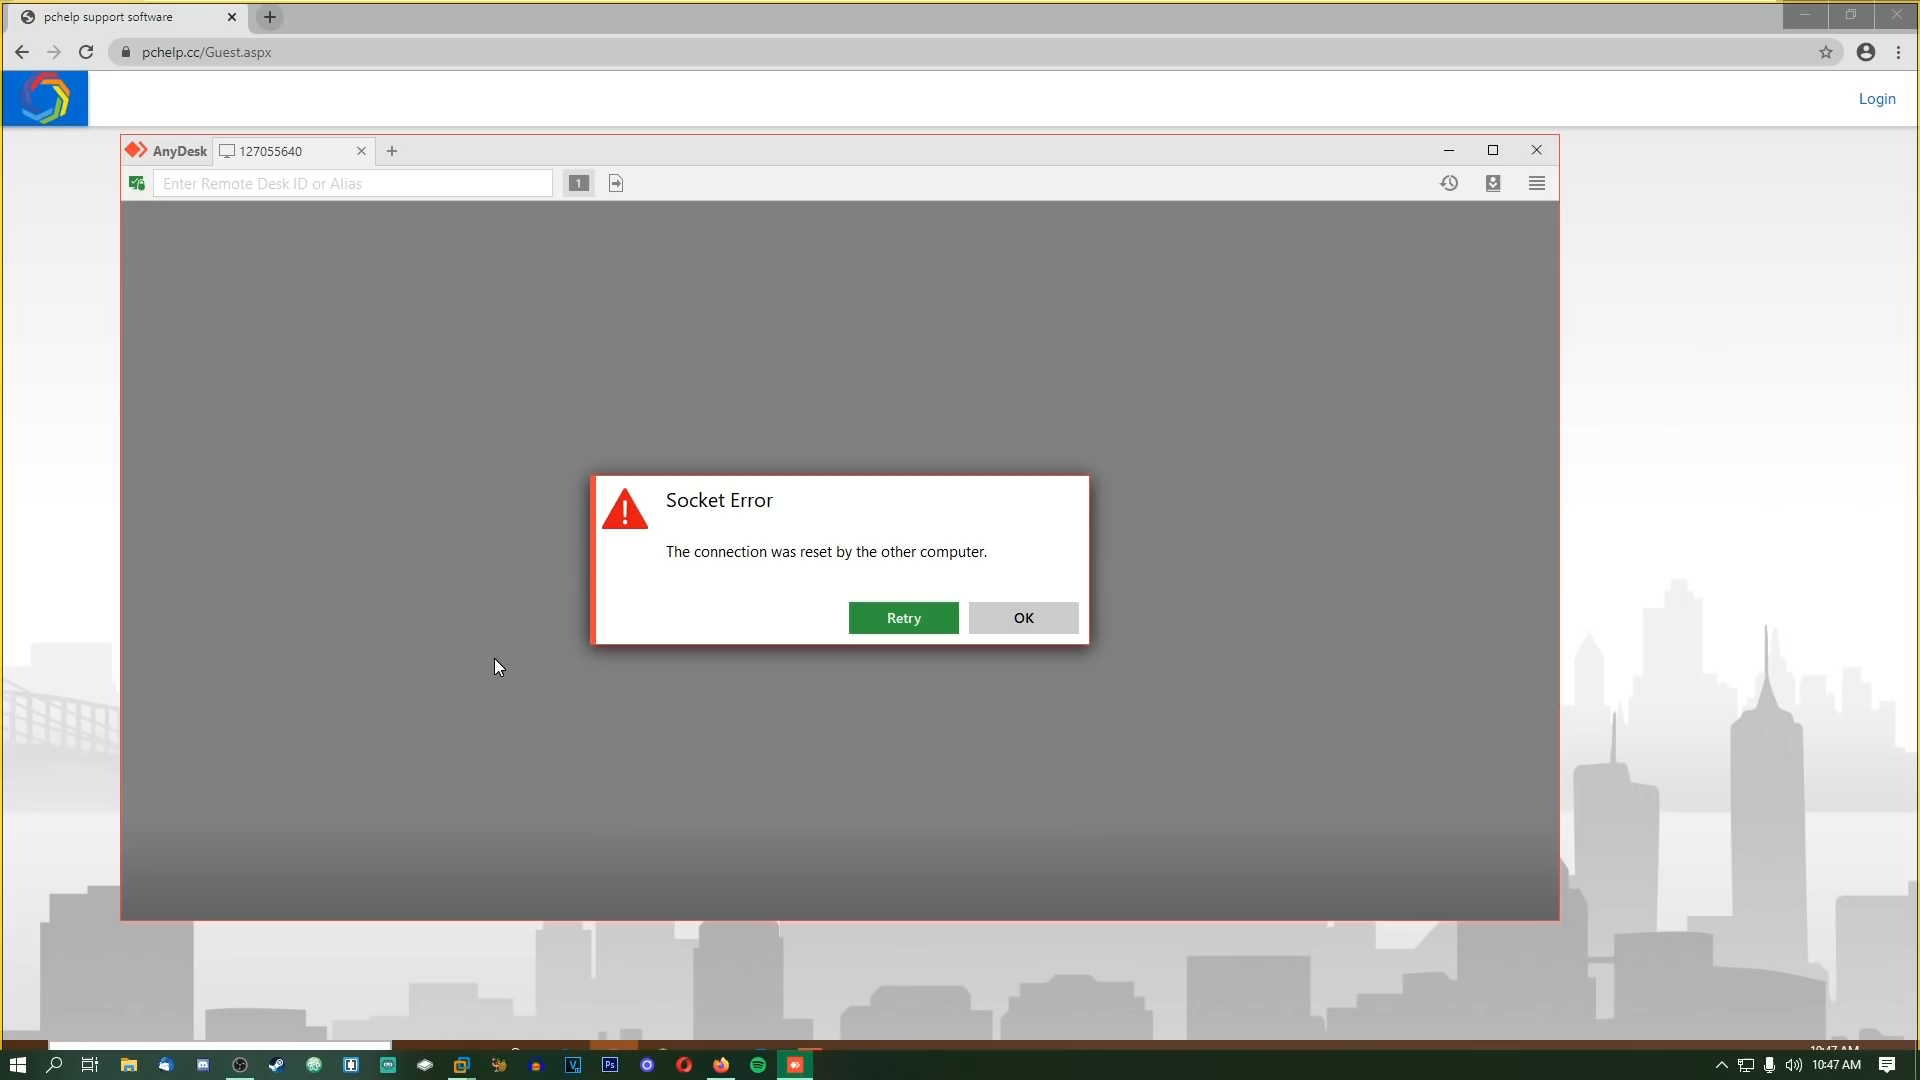 pchelp support software
pchelp.cc/Guest.aspx
Login
AnyDesk
127055640
Enter Remote Desk ID or Alias
1
Socket Error
The connection was reset by the other computer.
Retry
OK
10:47 AM